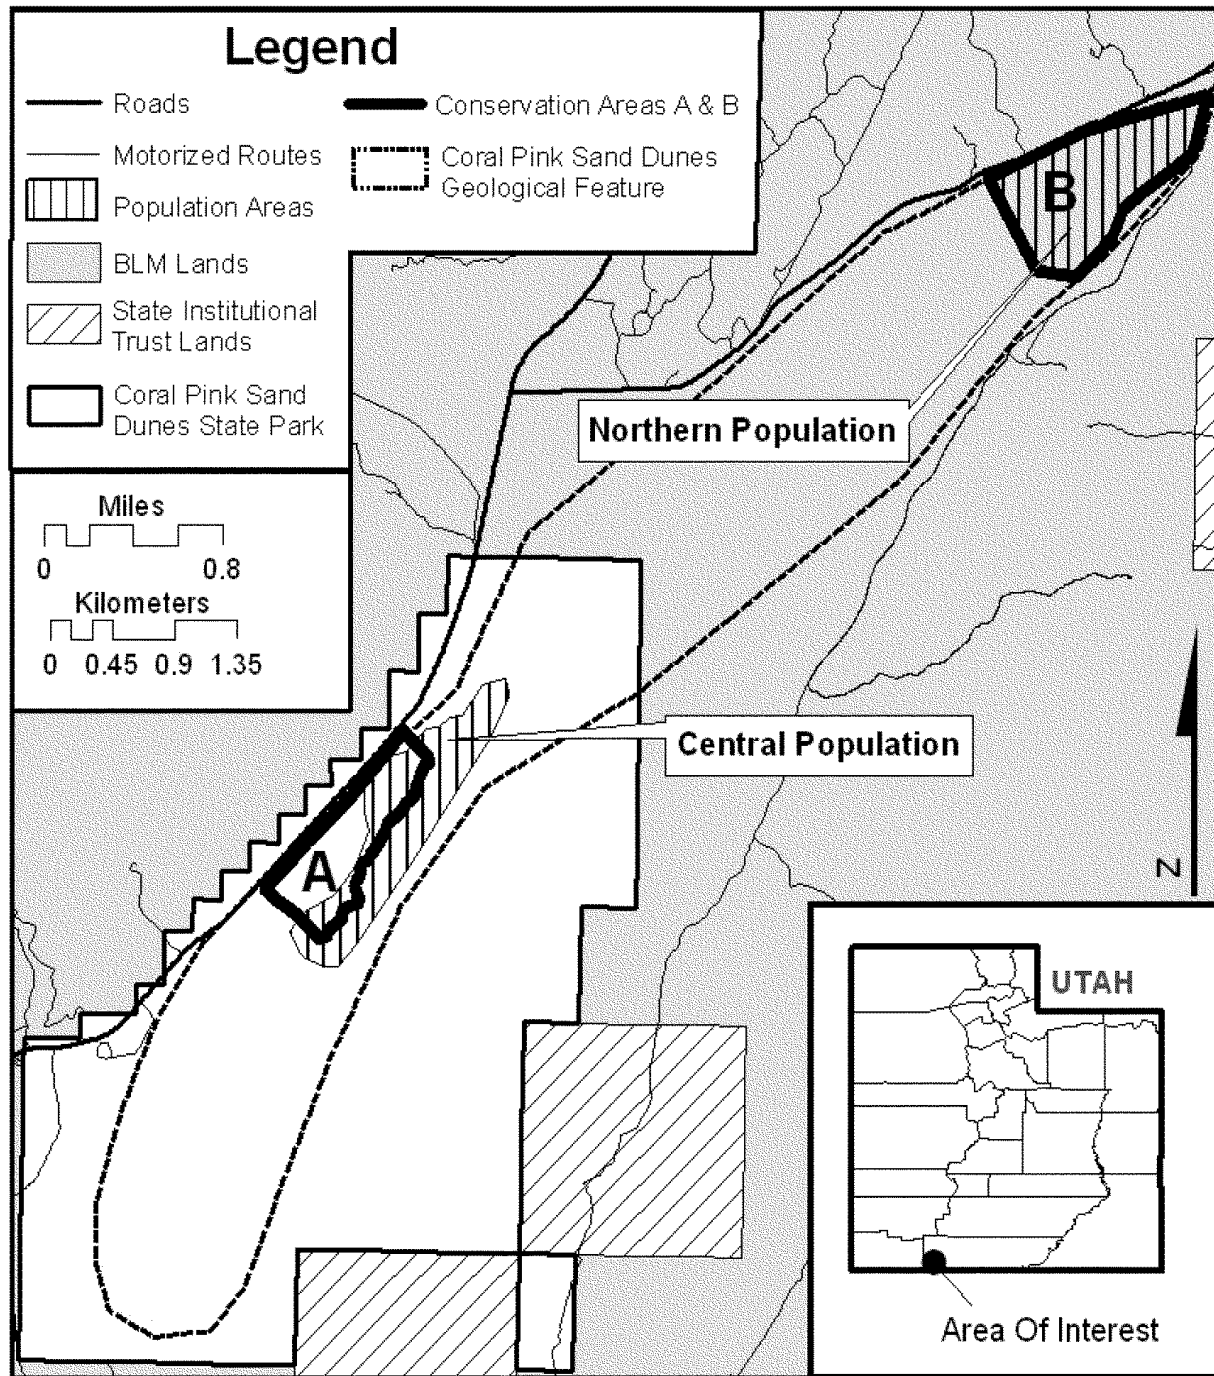 Legend
Roads
Motorized Routes
Population Areas
BLM Lands
State Institutional
Trust Lands
Coral Pink Sand
Dunes State Park
Conservation Areas A & B
Coral Pink Sand Dunes
Geological Feature
Miles
0 0.8
Kilometers
0 0.45 0.9 1.35
B
Northern Population
Central Population
A
N
UTAH
Area Of Interest